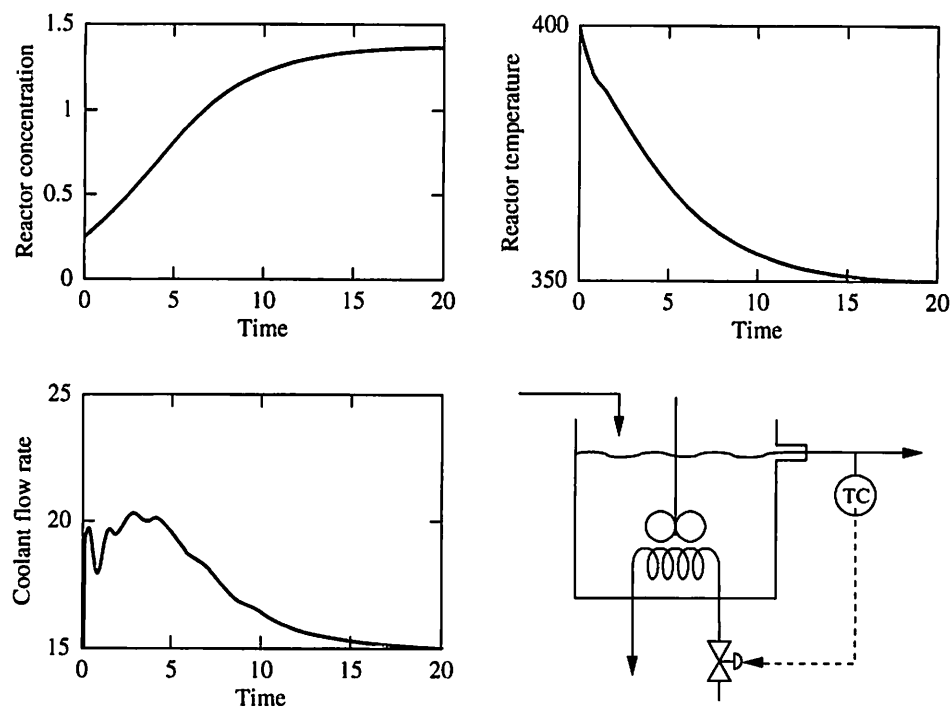 1.5
1
0.5
0
Reactor concentration
0 5 10 15 20
Time
400
350
Reactor temperature
0 5 10 15 20
Time
25
20
15
Coolant flow rate
0 5 10 15 20
Time
TC